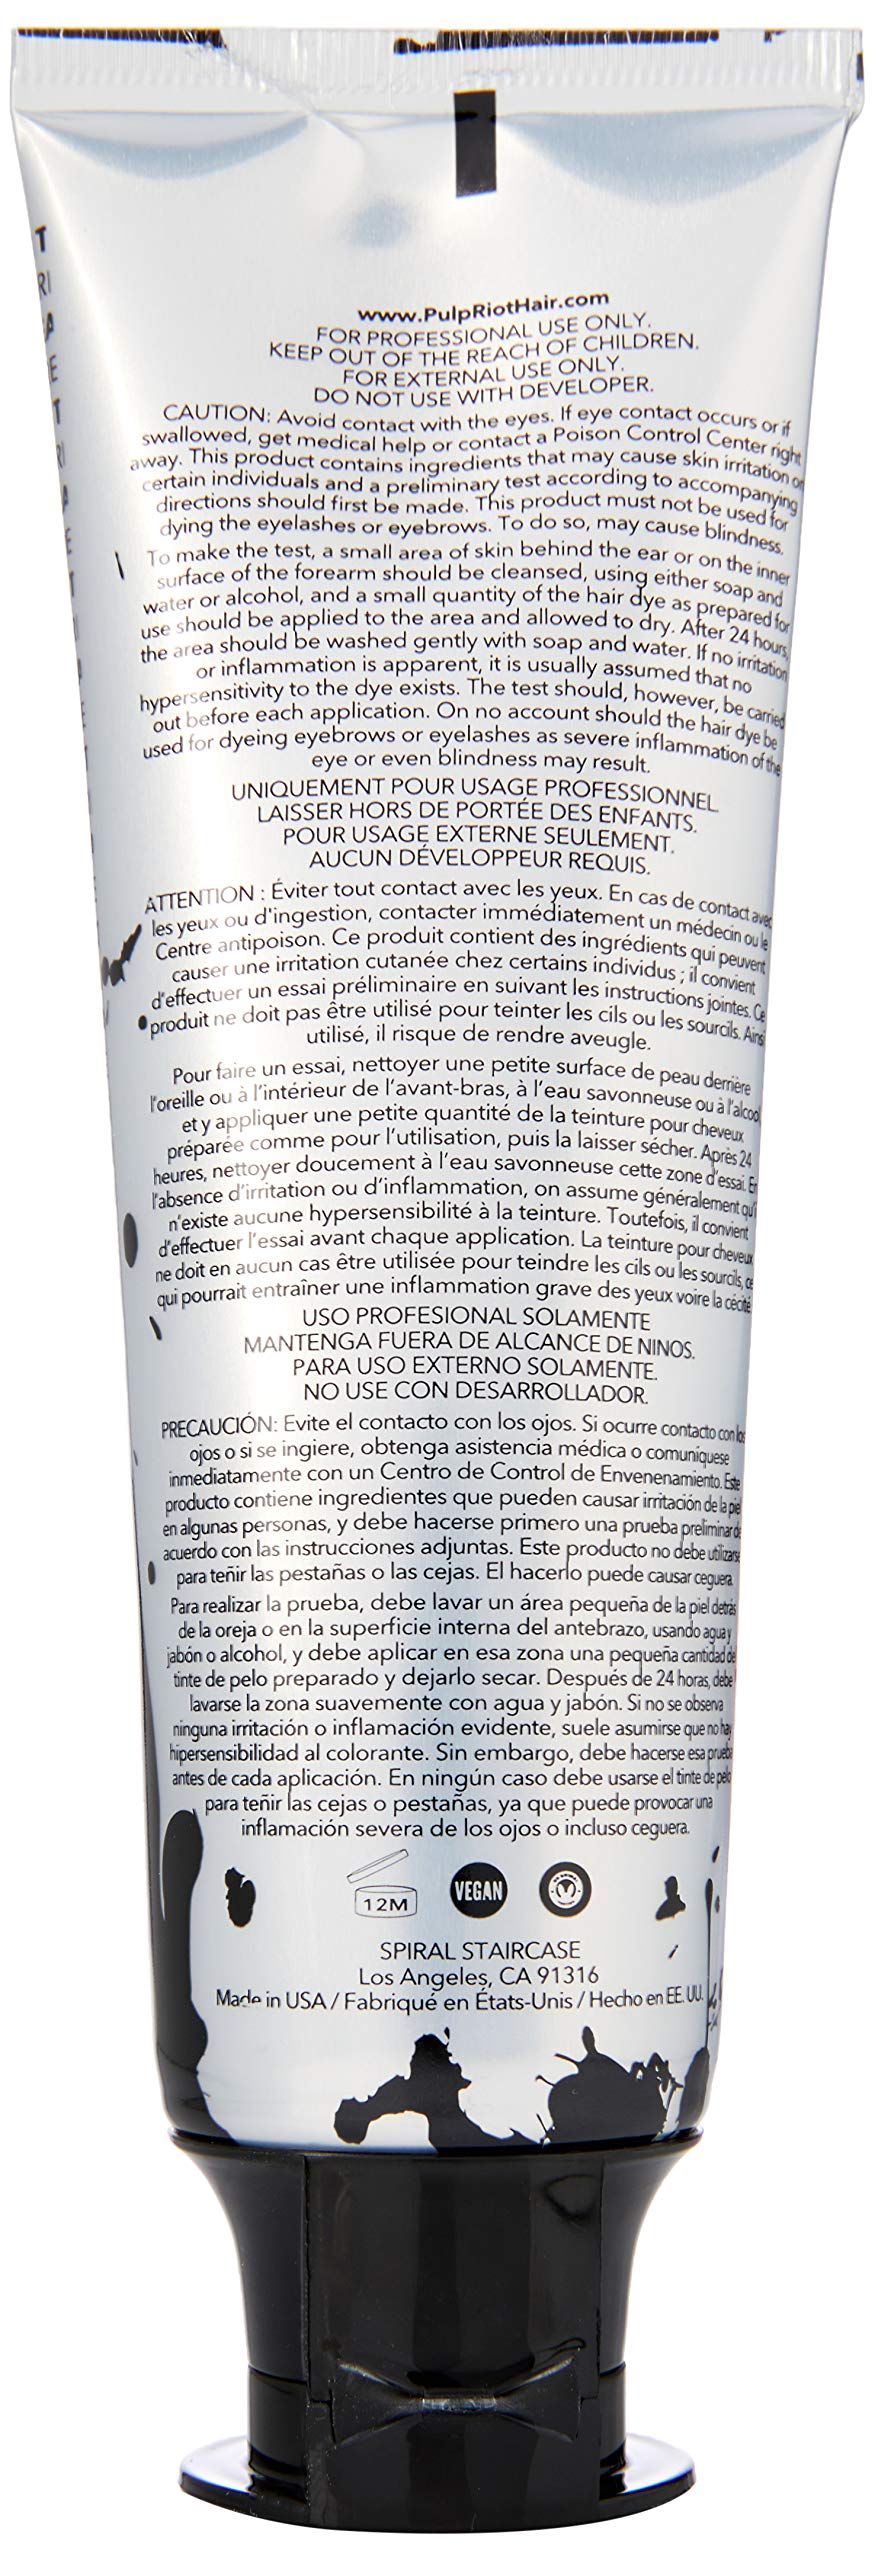 www.PulpRiotHair.com
FOR PROFESSIONAL USE ONLY.
KEEP OUT OF THE REACH OF CHILDREN.
FOR EXTERNAL USE ONLY.
DO NOT USE WITH DEVELOPER.
CAUTION: Avoid contact with the eyes. If eye contact occurs or if
swallowed, get medical help or contact a Poison Control Center right
away. This product contains ingredients that may cause skin irritation on
certain individuals and a preliminary test according to accompanying
directions should first be made. This product must not be used for
dying the eyelashes or eyebrows. To do so, may cause blindness.
To make the test, a small area of skin behind the ear or on the inner
surface of the forearm should be cleansed, using either soap and
water or alcohol, and a small quantity of the hair dye as prepared for
use should be applied to the area and allowed to dry. After 24 hours,
the area should be washed gently with soap and water. If no irritation
or inflammation is apparent, it is usually assumed that no
hypersensitivity to the dye exists. The test should, however, be carried
out before each application. On no account should the hair dye be
used for dyeing eyebrows or eyelashes as severe inflammation of the
eye or even blindness may result.
UNIQUEMENT POUR USAGE PROFESSIONNEL
LAISSER HORS DE PORTÉE DES ENFANTS.
POUR USAGE EXTERNE SEULEMENT.
AUCUN DÉVELOPPEUR REQUIS.
ATTENTION : Éviter tout contact avec les yeux. En cas de contact avec
les yeux ou d'ingestion, contacter immédiatement un médecin ou le
Centre antipoison. Ce produit contient des ingrédients qui peuvent
causer une irritation cutanée chez certains individus ; il convient
d'effectuer un essai préliminaire en suivant les instructions jointes. Ce
produit ne doit pas être utilisé pour teinter les cils ou les sourcils. Ainsi
utilisé, il risque de rendre aveugle.
Pour faire un essai, nettoyer une petite surface de peau derrière
l'oreille ou à l'intérieur de l'avant-bras, à l'eau savonneuse ou à l'alcool
et y appliquer une petite quantité de la teinture pour cheveux
préparée comme pour l'utilisation, puis la laisser sécher. Après 24
heures, nettoyer doucement à l'eau savonneuse cette zone d'essai. En
l'absence d'irritation ou d'inflammation, on assume généralement qu'il
n'existe aucune hypersensibilité à la teinture. Toutefois, il convient
d'effectuer l'essai avant chaque application. La teinture pour cheveux
ne doit en aucun cas être utilisée pour teindre les cils ou les sourcils, ce
qui pourrait entraîner une inflammation grave des yeux voire la cécité
USO PROFESIONAL SOLAMENTE
MANTENGA FUERA DE ALCANCE DE NINOS.
PARA USO EXTERNO SOLAMENTE.
NO USE CON DESARROLLADOR.
PRECAUCIÓN: Evite el contacto con los ojos. Si ocurre contacto con los
ojos o si se ingiere, obtenga asistencia médica o comuníquese
inmediatamente con un Centro de Control de Envenenamiento. Este
producto contiene ingredientes que pueden causar irritación de la piel
en algunas personas, y debe hacerse primero una prueba preliminar de
acuerdo con las instrucciones adjuntas. Este producto no debe utilizarse
para teñir las pestañas o las cejas. El hacerlo puede causar ceguera.
Para realizar la prueba, debe lavar un área pequeña de la piel detrás
de la oreja o en la superficie interna del antebrazo, usando agua y
jabón o alcohol, y debe aplicar en esa zona una pequeña cantidad de
tinte de pelo preparado y dejarlo secar. Después de 24 horas, debe
lavarse la zona suavemente con agua y jabón. Si no se observa
ninguna irritación o inflamación evidente, suele asumirse que no hay
hipersensibilidad al colorante. Sin embargo, debe hacerse esa prueba
antes de cada aplicación. En ningún caso debe usarse el tinte de pelo
para teñir las cejas o pestañas, ya que puede provocar una
inflamación severa de los ojos o incluso ceguera.
12M
VEGAN
SPIRAL STAIRCASE
Los Angeles, CA 91316
Made in USA / Fabriqué en États-Unis / Hecho en EE. UU.